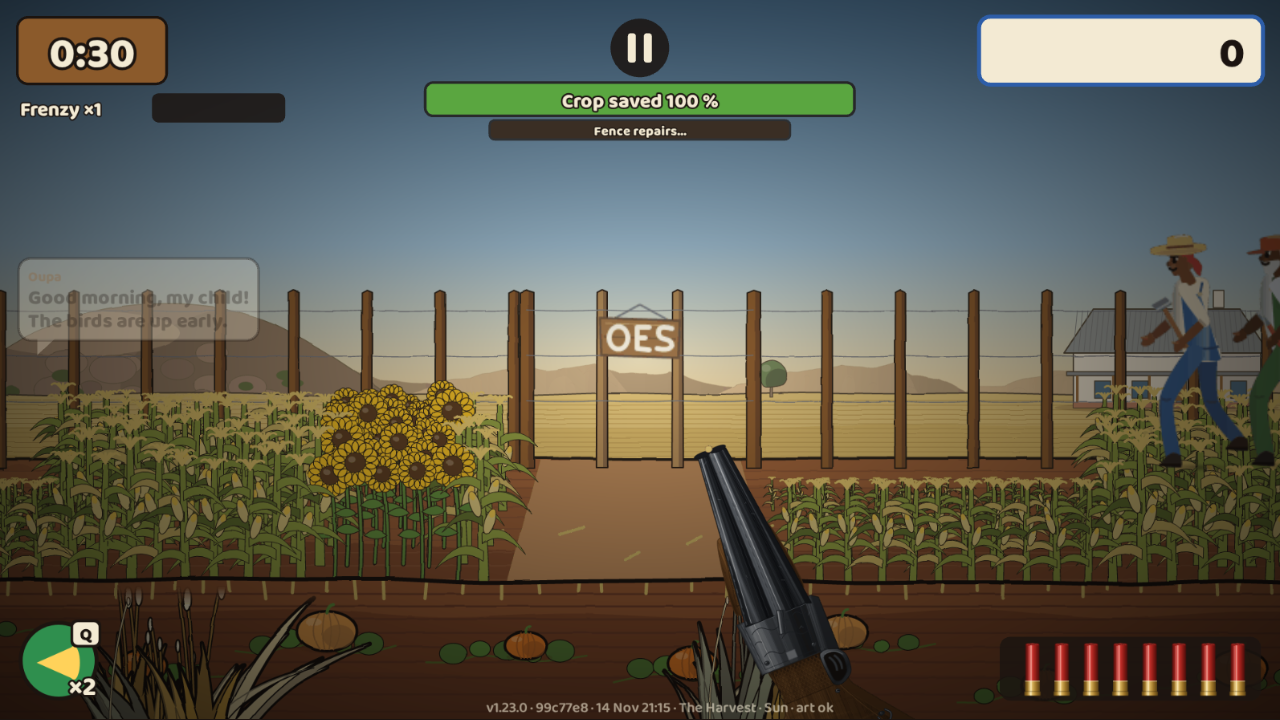 0:30
0
Frenzy ×1
Crop saved 100 %
Fence repairs...
Oupa
Good morning, my child!
The birds are up early.
OES
Q
×2
v1.23.0 · 99c77e8 · 14 Nov 21:15 · The Harvest · Sun · art ok